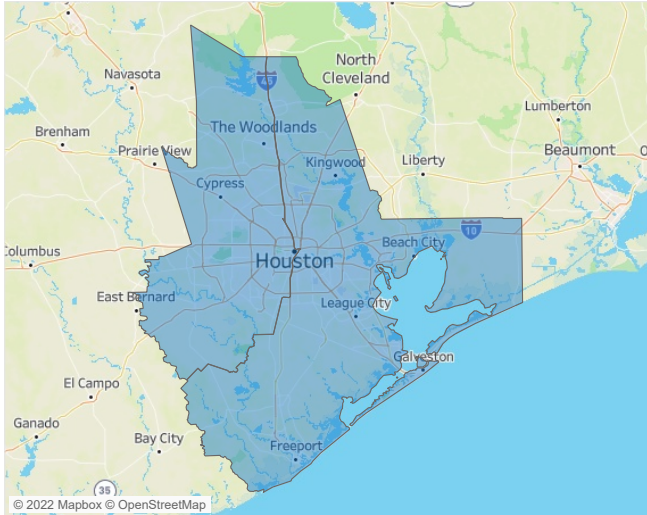 North
Cleveland
Navasota
45
Lumberton
Brenham
The Woodlands
Beaumont
Prairie View
Kingwood
Liberty
Cypress
10
Columbus
Houston
Beach City
East Bernard
League City
Galveston
El Campo
Ganado
Bay City
Freeport
35
© 2022 Mapbox © OpenStreetMap